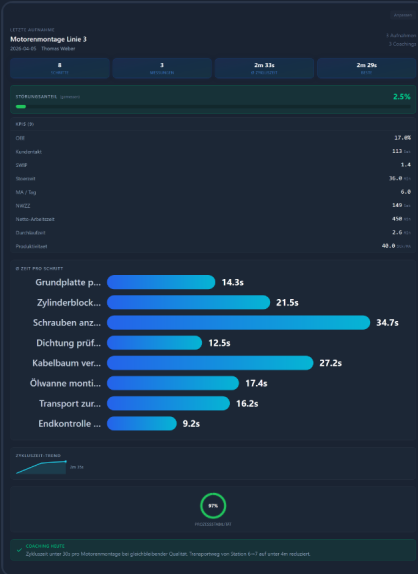 LETZTE AUFNAHME
Motorenmontage Linie 3
2026-04-05 Thomas Weber
3 Aufnahmen
3 Coachings
8
3
2m 33s
2m 29s
SCHRITTE
STÖRUNGSANTEIL (gemessen)
2.5%
KPIS
OEE 17.0%
Kundentakt 113
1.4
36.0
MA / Tag 6.0
NWZZ 149
Netto-Arbeitszeit 450
Durchlaufzeit 2.6
Produktivität 40.0
Ø ZEIT PRO SCHRITT
Grundplatte p... 14.3s
Zylinderblock... 21.5s
Schrauben anz... 34.7s
Dichtung prüf... 12.5s
Kabelbaum ver... 27.2s
Ölwanne monti... 17.4s
Transport zur... 16.2s
Endkontrolle ... 9.2s
ZYKLUSZEIT-TREND
97%
PROZESSSTABILITÄT
COACHING HEUTE
Zykluszeit unter 30s pro Motorenmontage bei gleichbleibender Qualität. Transportweg von Station 6→7 auf unter 4m reduziert.